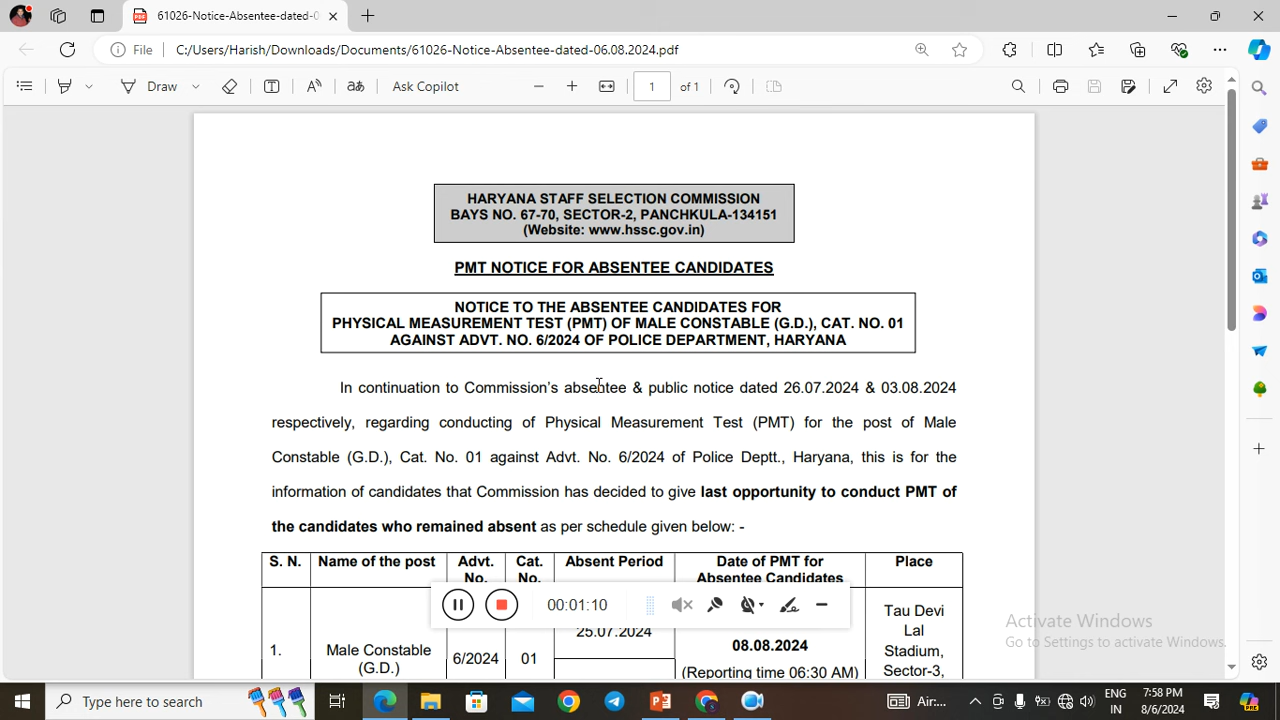 61026-Notice-Absentee-dated-0
File
C:/Users/Harish/Downloads/Documents/61026-Notice-Absentee-dated-06.08.2024.pdf
Draw
Ask Copilot
1
of 1
HARYANA STAFF SELECTION COMMISSION
BAYS NO. 67-70, SECTOR-2, PANCHKULA-134151
(Website: www.hssc.gov.in)
PMT NOTICE FOR ABSENTEE CANDIDATES
NOTICE TO THE ABSENTEE CANDIDATES FOR
PHYSICAL MEASUREMENT TEST (PMT) OF MALE CONSTABLE (G.D.), CAT. NO. 01
AGAINST ADVT. NO. 6/2024 OF POLICE DEPARTMENT, HARYANA
In continuation to Commission's absentee & public notice dated 26.07.2024 & 03.08.2024
respectively, regarding conducting of Physical Measurement Test (PMT) for the post of Male
Constable (G.D.), Cat. No. 01 against Advt. No. 6/2024 of Police Deptt., Haryana, this is for the
information of candidates that Commission has decided to give last opportunity to conduct PMT of
the candidates who remained absent as per schedule given below: -
S. N. Name of the post Advt. No. Cat. No. Absent Period Date of PMT for Absentee Candidates Place
1. Male Constable (G.D.) 6/2024 01 25.07.2024 08.08.2024 (Reporting time 06:30 AM) Tau Devi Lal Stadium, Sector-3,
00:01:10
Activate Windows
Go to Settings to activate Windows.
Type here to search
Air:...
ENG
IN
7:58 PM
8/6/2024